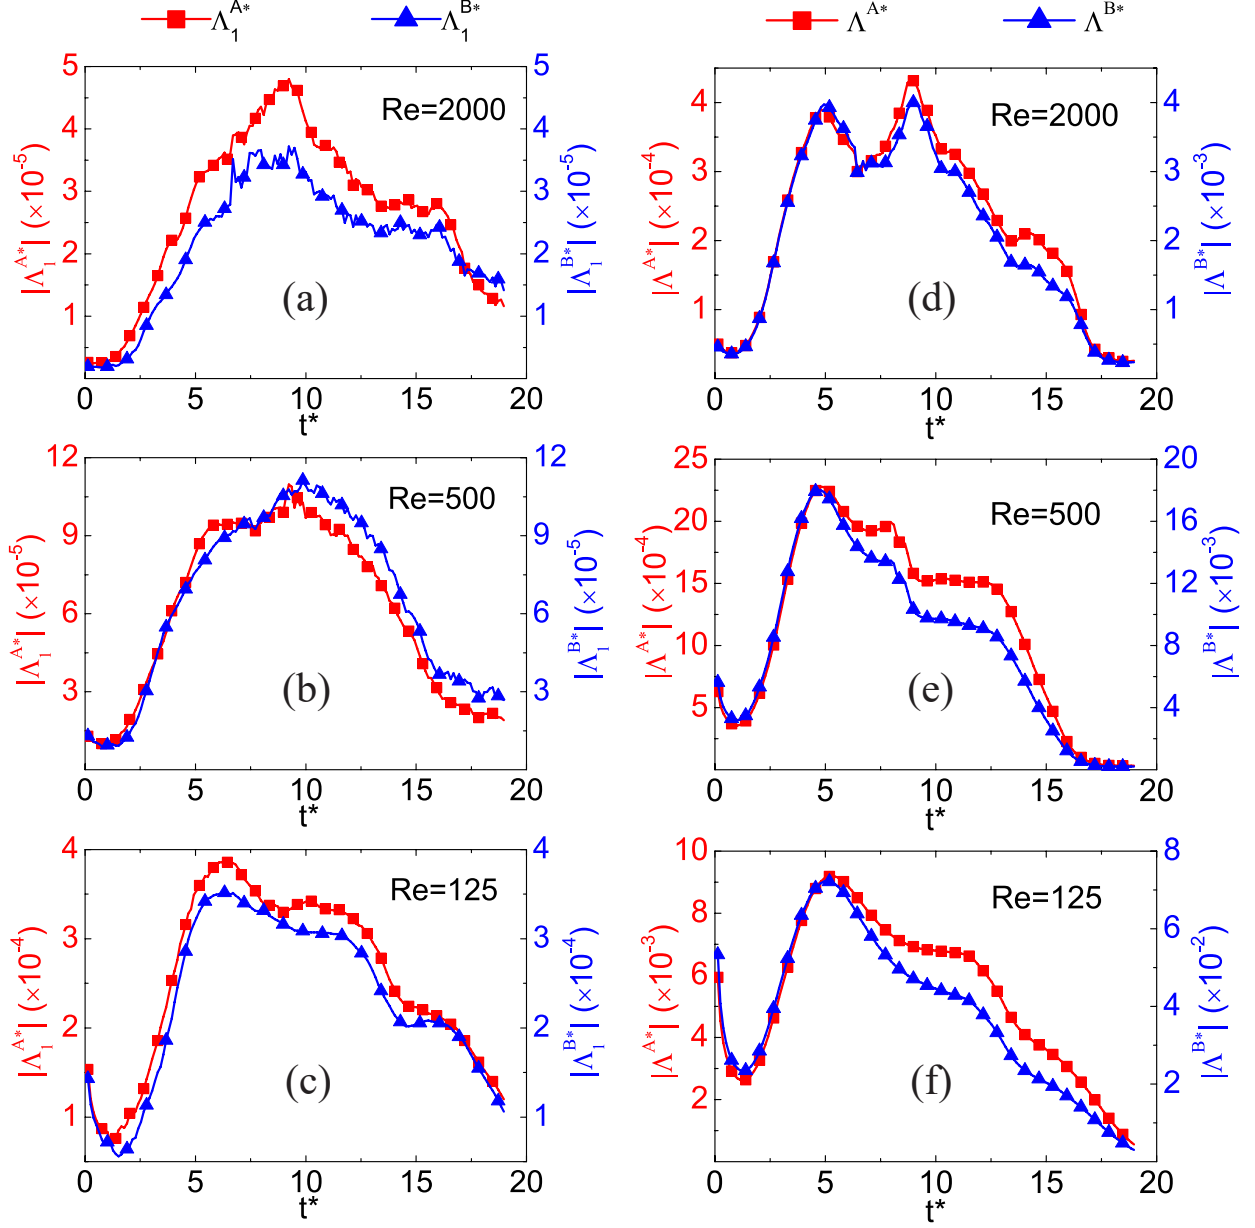 Λ₁ᴬ* Λ₁ᴮ*
Λᴬ* Λᴮ*
5 4 3 2 1
|Λ₁ᴬ*| (×10⁻⁵)
Re=2000
(a)
5 4 3 2 1
|Λ₁ᴮ*| (×10⁻⁵)
0 5 10 15 20
t*
4 3 2 1
|Λᴬ*| (×10⁻⁴)
Re=2000
(d)
4 3 2 1
|Λᴮ*| (×10⁻³)
0 5 10 15 20
t*
12 9 6 3
|Λ₁ᴬ*| (×10⁻⁵)
Re=500
(b)
12 9 6 3
|Λ₁ᴮ*| (×10⁻⁵)
0 5 10 15 20
t*
25 20 15 10 5
|Λᴬ*| (×10⁻⁴)
Re=500
(e)
20 16 12 8 4
|Λᴮ*| (×10⁻³)
0 5 10 15 20
t*
4 3 2 1
|Λ₁ᴬ*| (×10⁻⁴)
Re=125
(c)
4 3 2 1
|Λ₁ᴮ*| (×10⁻⁴)
0 5 10 15 20
t*
10 8 6 4 2
|Λᴬ*| (×10⁻³)
Re=125
(f)
8 6 4 2
|Λᴮ*| (×10⁻²)
0 5 10 15 20
t*